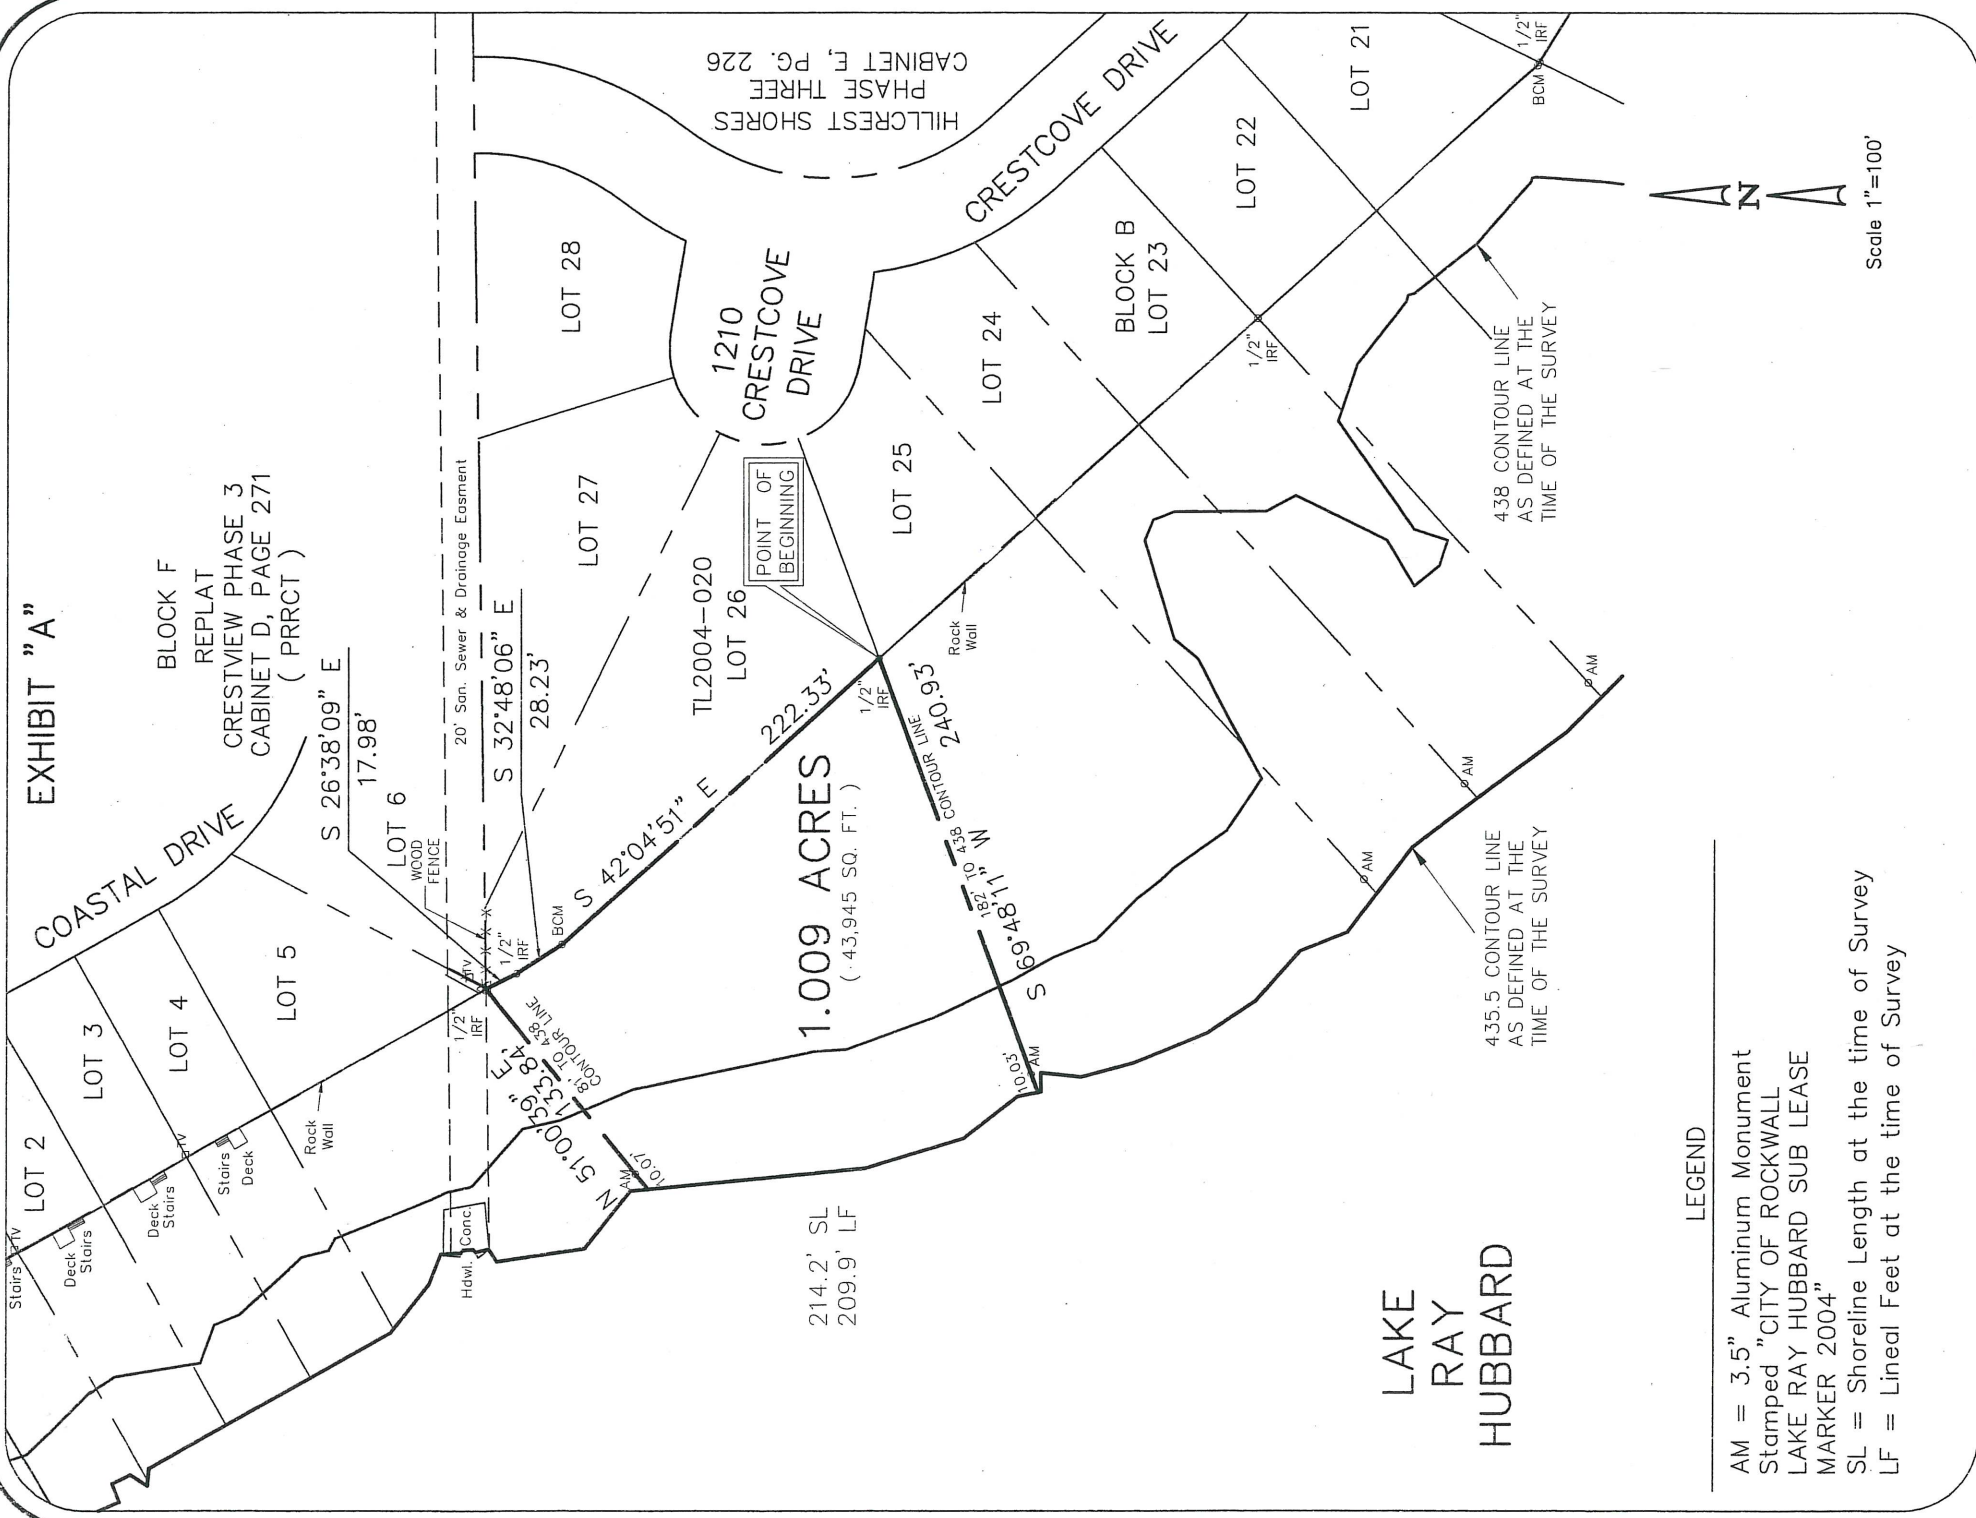 EXHIBIT "A"
BLOCK F
REPLAT
CRESTVIEW PHASE 3
CABINET D, PAGE 271
( PRRCT )
COASTAL DRIVE
S 26°38'09" E
17.98'
LOT 6
WOOD
FENCE
20' San. Sewer & Drainage Easment
S 32°48'06" E
28.23'
LOT 2
LOT 3
LOT 4
LOT 5
Stairs
TV
Deck
Stairs
Deck
Stairs
TV
Stairs
Deck
Rock
Wall
1/2"
IRF
TV
X X X X
1/2"
IRF
BCM
Hdwl.
Conc.
HILLCREST SHORES
PHASE THREE
CABINET E, PG. 226
LOT 28
LOT 27
1210
CRESTCOVE
DRIVE
CRESTCOVE DRIVE
TL2004-020
LOT 26
POINT OF
BEGINNING
LOT 25
LOT 24
BLOCK B
LOT 23
LOT 22
LOT 21
1/2"
IRF
BCM
1/2"
IRF
Rock
Wall
1/2"
IRF
S 42°04'51" E
222.33'
1.009 ACRES
( 43,945 SQ. FT. )
S 69°48'11" W
240.93'
182' TO 438 CONTOUR LINE
10.03'
AM
N 51°00'39" E
133.84'
81' TO 438
CONTOUR LINE
10.07'
AM
214.2' SL
209.9' LF
AM
AM
AM
438 CONTOUR LINE
AS DEFINED AT THE
TIME OF THE SURVEY
435.5 CONTOUR LINE
AS DEFINED AT THE
TIME OF THE SURVEY
LAKE
RAY
HUBBARD
N
Scale 1"=100'
LEGEND
AM = 3.5" Aluminum Monument
Stamped "CITY OF ROCKWALL
LAKE RAY HUBBARD SUB LEASE
MARKER 2004"
SL = Shoreline Length at the time of Survey
LF = Lineal Feet at the time of Survey